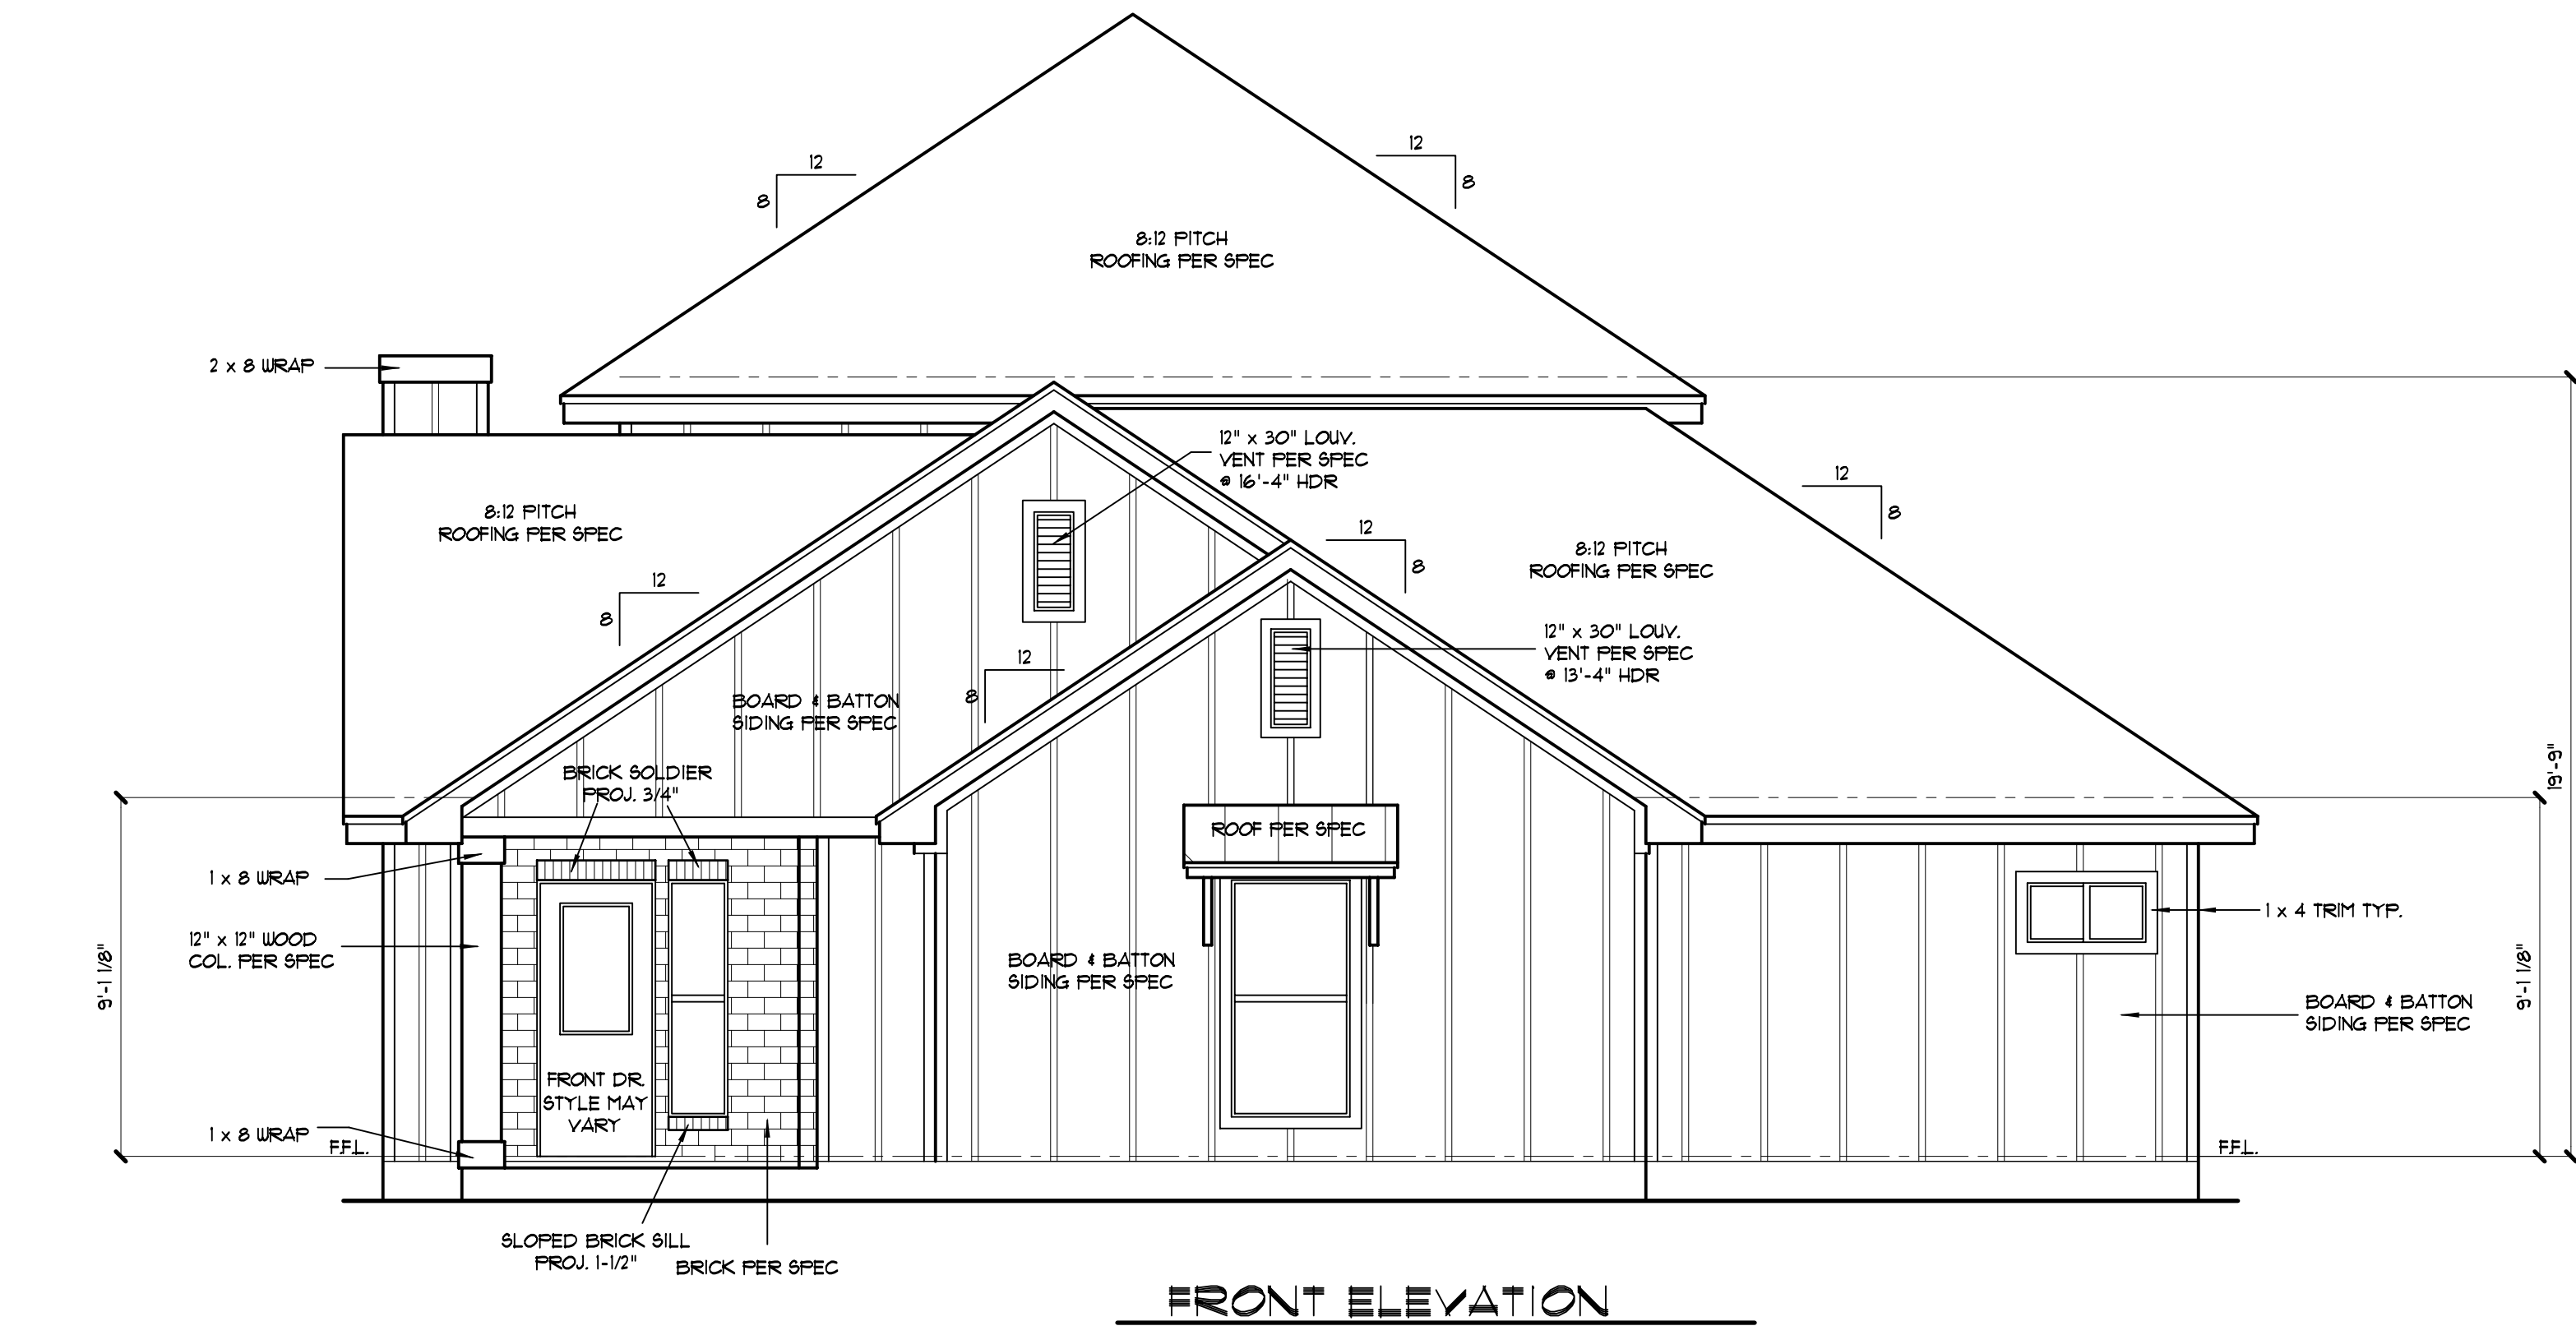 12
8
12
8
8:12 PITCH
ROOFING PER SPEC
2 x 8 WRAP
12" x 30" LOUV.
VENT PER SPEC
@ 16'-4" HDR
12
8
8:12 PITCH
ROOFING PER SPEC
12
8
8:12 PITCH
ROOFING PER SPEC
12
8
12" x 30" LOUV.
VENT PER SPEC
@ 13'-4" HDR
12
8
BOARD & BATTON
SIDING PER SPEC
BRICK SOLDIER
PROJ. 3/4"
19'-9"
ROOF PER SPEC
1 x 8 WRAP
1 x 4 TRIM TYP.
12" x 12" WOOD
COL. PER SPEC
BOARD & BATTON
SIDING PER SPEC
9'-1 1/8"
9'-1 1/8"
BOARD & BATTON
SIDING PER SPEC
FRONT DR.
STYLE MAY
VARY
1 x 8 WRAP
F.F.L.
F.F.L.
SLOPED BRICK SILL
PROJ. 1-1/2"
BRICK PER SPEC
FRONT ELEVATION